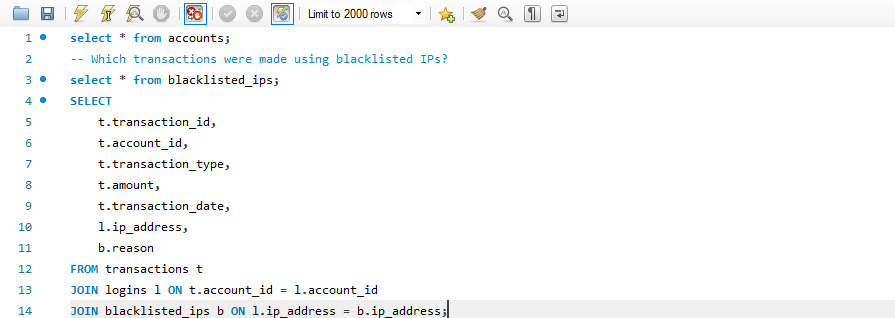 Limit to 2000 rows
1 select * from accounts;
2 -- Which transactions were made using blacklisted IPs?
3 select * from blacklisted_ips;
4 SELECT
5 t.transaction_id,
6 t.account_id,
7 t.transaction_type,
8 t.amount,
9 t.transaction_date,
10 l.ip_address,
11 b.reason
12 FROM transactions t
13 JOIN logins l ON t.account_id = l.account_id
14 JOIN blacklisted_ips b ON l.ip_address = b.ip_address;